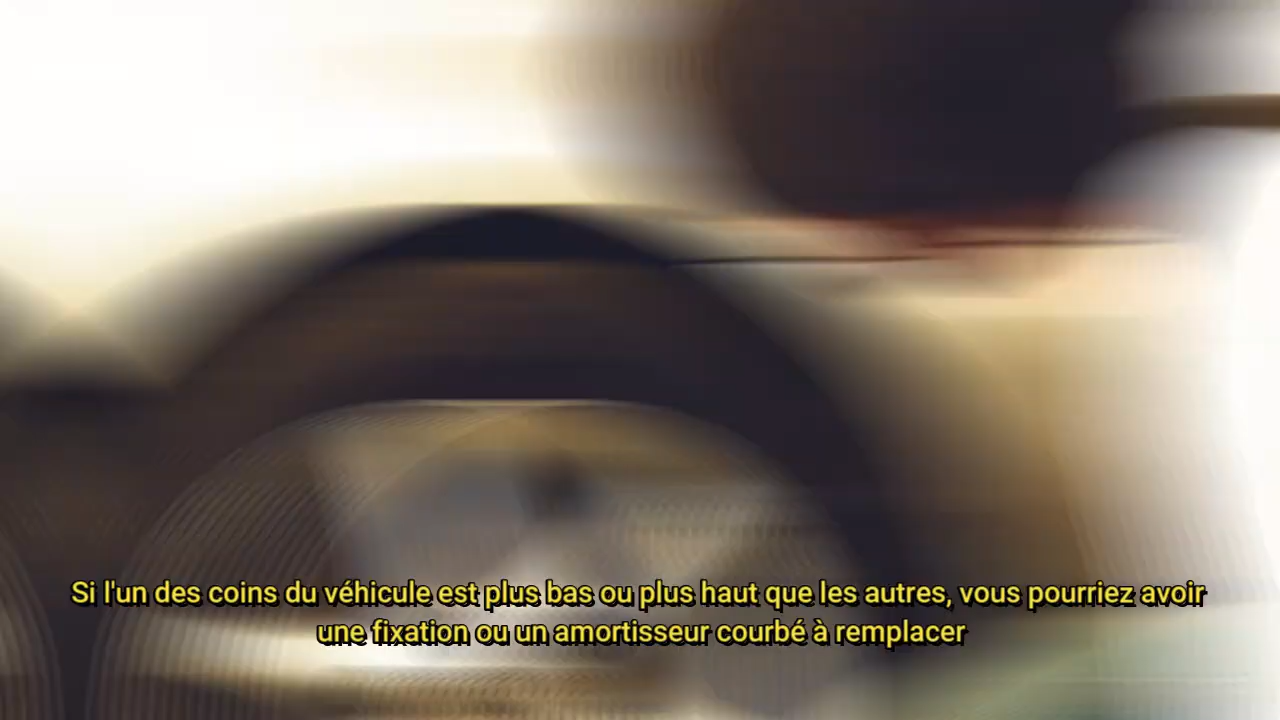 Si l'un des coins du véhicule est plus bas ou plus haut que les autres, vous pourriez avoir
une fixation ou un amortisseur courbé à remplacer